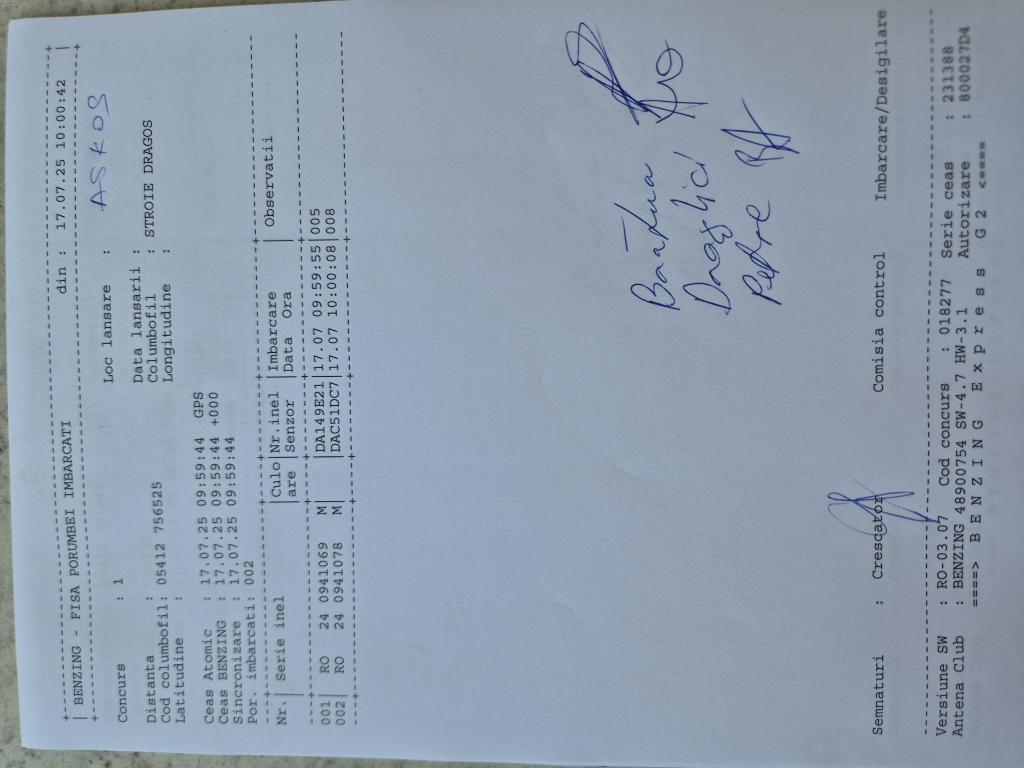 | BENZING - FISA PORUMBEI IMBARCATI din : 17.07.25 10:00:42 |
Concurs : 1 Loc lansare : ASKOS
Data lansarii :
Distanta : Columbofil : STROIE DRAGOS
Cod columbofil: 05412 756525 Longitudine :
Latitudine :
Ceas Atomic : 17.07.25 09:59:44 GPS
Ceas BENZING : 17.07.25 09:59:44 +000
Sincronizare : 17.07.25 09:59:44
Por. imbarcati: 002
Nr.| Serie inel |Culo|Nr.inel |Imbarcare | Observatii
| |are |Senzor |Data Ora |
001| RO 24 0941069 M| |DA149E21|17.07 09:59:55|005
002| RO 24 0941078 M| |DAC51DC7|17.07 10:00:08|008
Petre
Semnaturi : Crescator Comisia control Imbarcare/Desigilare
Versiune SW : RO-03.07 Cod concurs : 018277 Serie ceas : 231388
Antena Club : BENZING 48900754 SW-4.7 HW-3.1 Autorizare : 800027D4
====> B E N Z I N G E x p r e s s G 2 <====